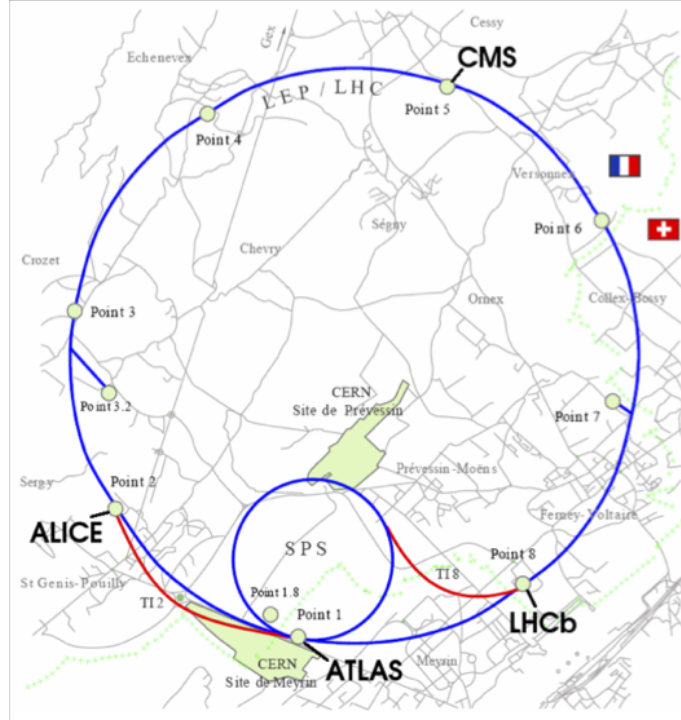 Cessy
Gex
CMS
Echenevex
LEP / LHC
Point 5
Point 4
Versonnex
Ségny
Point 6
Chevry
Crozet
Collex-Bossy
Ornex
Point 3
CERN
Site de Prévessin
Point 3.2
Point 7
Prévessin-Moëns
Sergy
Point 2
Ferney-Voltaire
ALICE
SPS
Point 8
TI 8
St Genis-Pouilly
Point 1.8
TI 2
Point 1
LHCb
Meyrin
CERN
Site de Meyrin
ATLAS